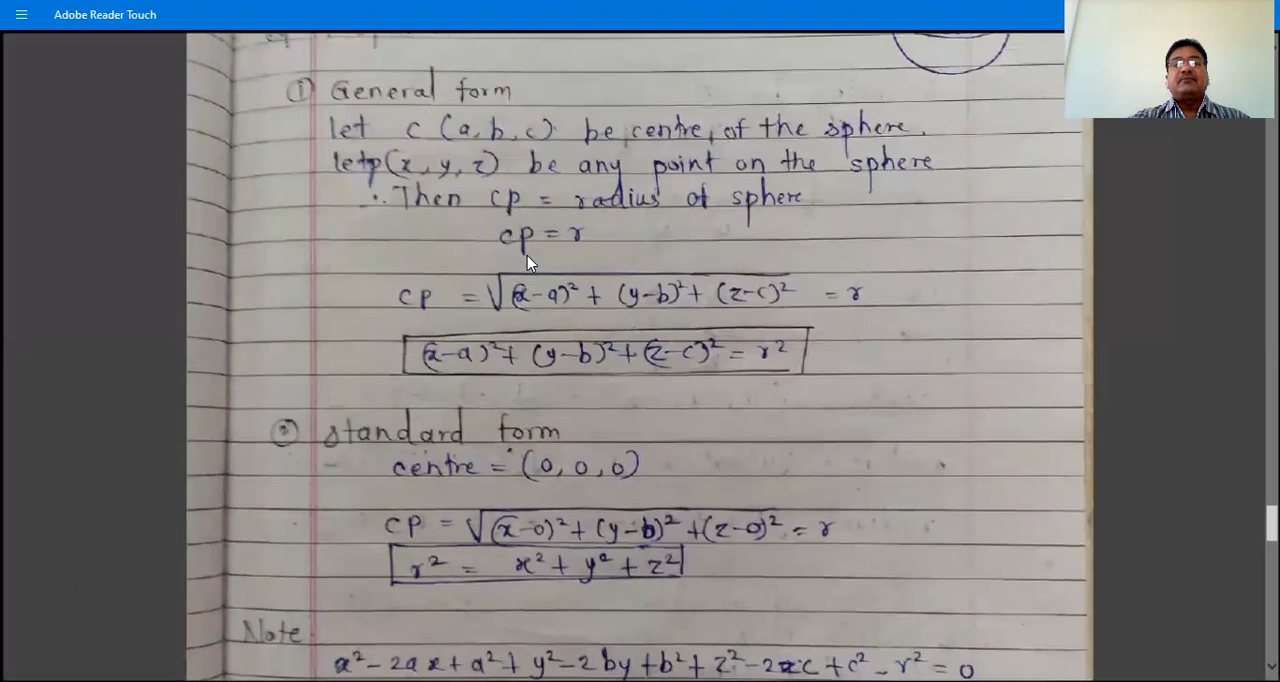 Adobe Reader Touch
① General form
let c (a, b, c) be centre, of the sphere.
let p(x, y, z) be any point on the sphere
∴ Then cp = radius of sphere
cp = r
cp = √(x-a)² + (y-b)² + (z-c)² = r
(x-a)² + (y-b)² + (z-c)² = r²
② standard form
centre = (0, 0, 0)
cp = √(x-0)² + (y-b)² + (z-0)² = r
r² = x² + y² + z²
Note
x² - 2ax + a² + y² - 2by + b² + z² - 2zc + c² - r² = 0